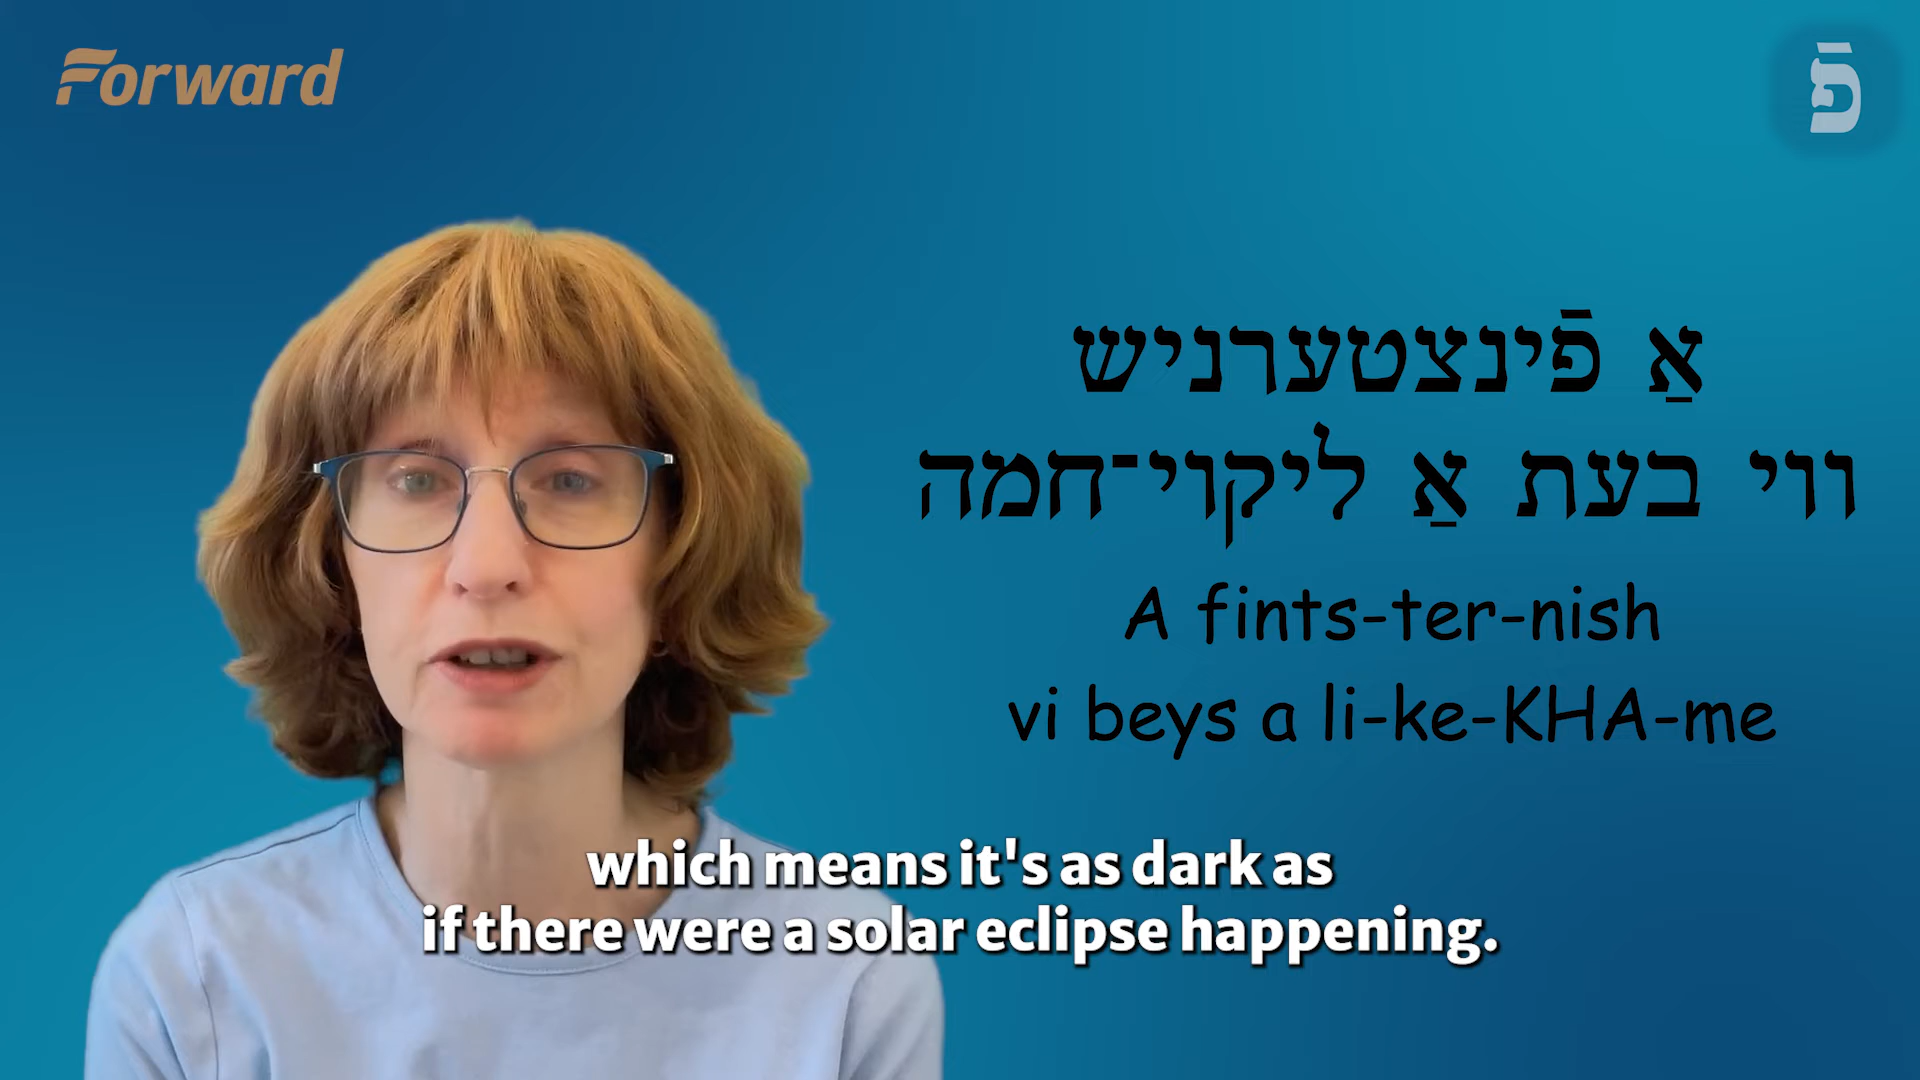 Forward
פֿ
אַ פֿינצטערניש
ווי בעת אַ ליקוי־חמה
A fints-ter-nish
vi beys a li-ke-KHA-me
which means it's as dark as
if there were a solar eclipse happening.